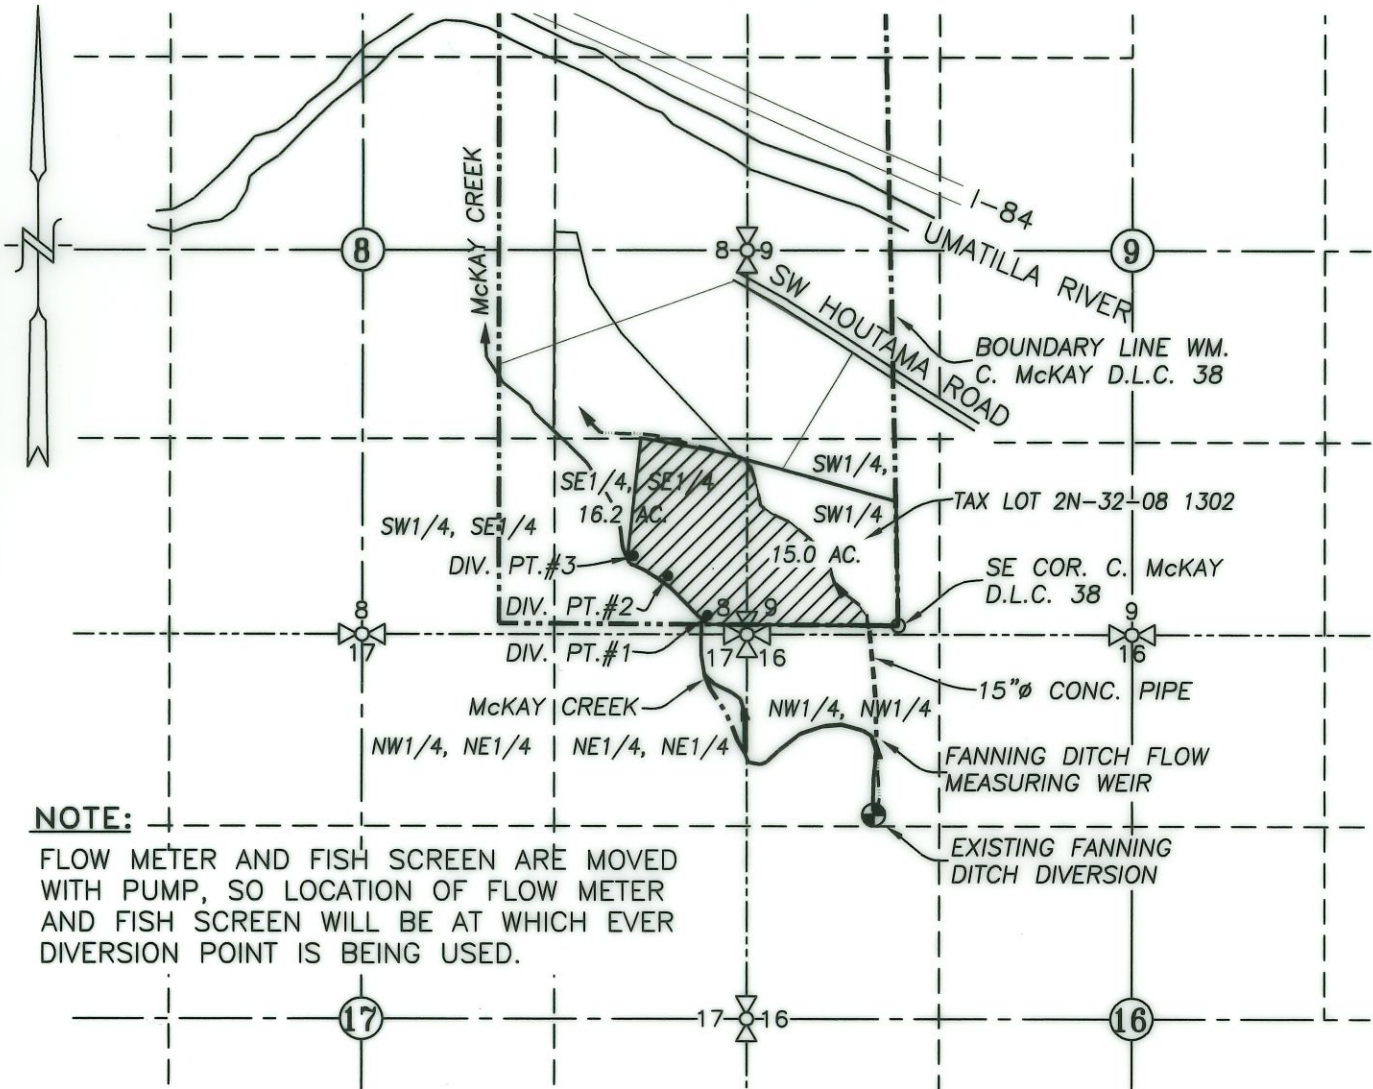 N
McKAY CREEK
I-84
UMATILLA RIVER
8
8 9
9
SW HOUTAMA ROAD
BOUNDARY LINE WM.
C. McKAY D.L.C. 38
SW1/4,
SW1/4
SE1/4, SE1/4
16.2 AC.
TAX LOT 2N-32-08 1302
SW1/4, SE1/4
15.0 AC.
DIV. PT.#3
SE COR. C. McKAY
D.L.C. 38
DIV. PT.#2
8
17
8 9
17 16
9
16
DIV. PT.#1
15"ø CONC. PIPE
McKAY CREEK
NW1/4, NW1/4
NW1/4, NE1/4
NE1/4, NE1/4
FANNING DITCH FLOW
MEASURING WEIR
NOTE:
FLOW METER AND FISH SCREEN ARE MOVED
WITH PUMP, SO LOCATION OF FLOW METER
AND FISH SCREEN WILL BE AT WHICH EVER
DIVERSION POINT IS BEING USED.
EXISTING FANNING
DITCH DIVERSION
17
17 16
16